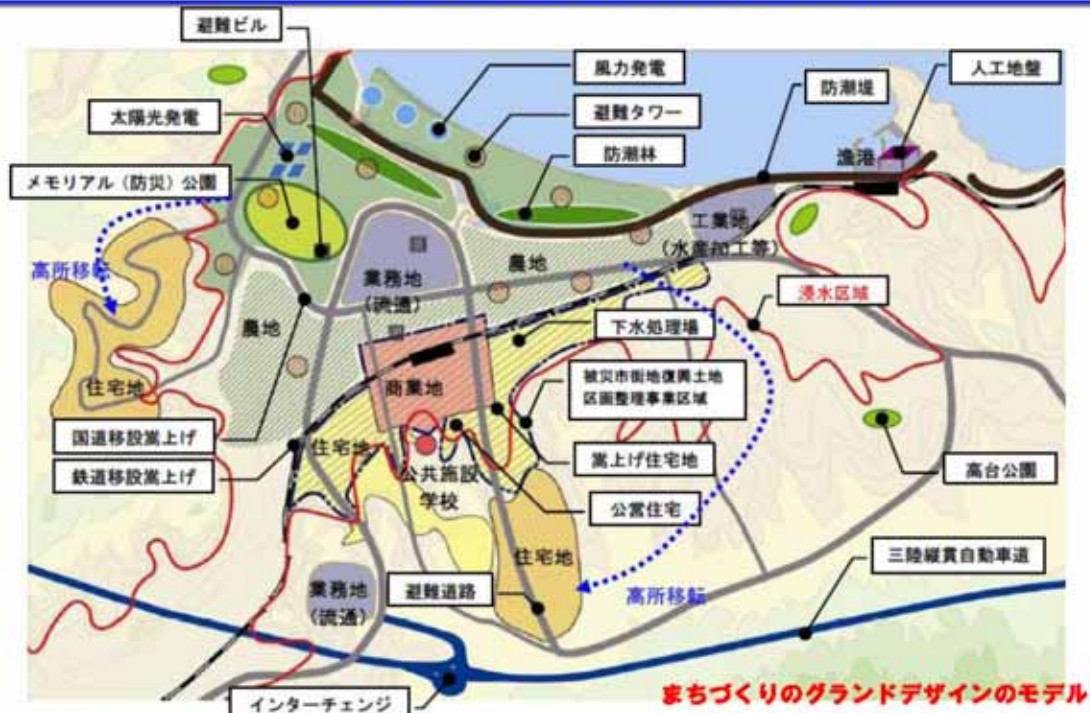 避難ビル
風力発電
人工地盤
防潮堤
太陽光発電
避難タワー
漁港
メモリアル（防災）公園
防潮林
工業地
（水産加工等）
高所移転
業務地
（流通）
農地
浸水区域
農地
下水処理場
住宅地
商業地
被災市街地復興土地
区画整理事業区域
国道移設嵩上げ
住宅地
嵩上げ住宅地
高台公園
鉄道移設嵩上げ
公共施設
学校
公営住宅
住宅地
三陸縦貫自動車道
業務地
（流通）
避難道路
高所移転
インターチェンジ
まちづくりのグランドデザインのモデル